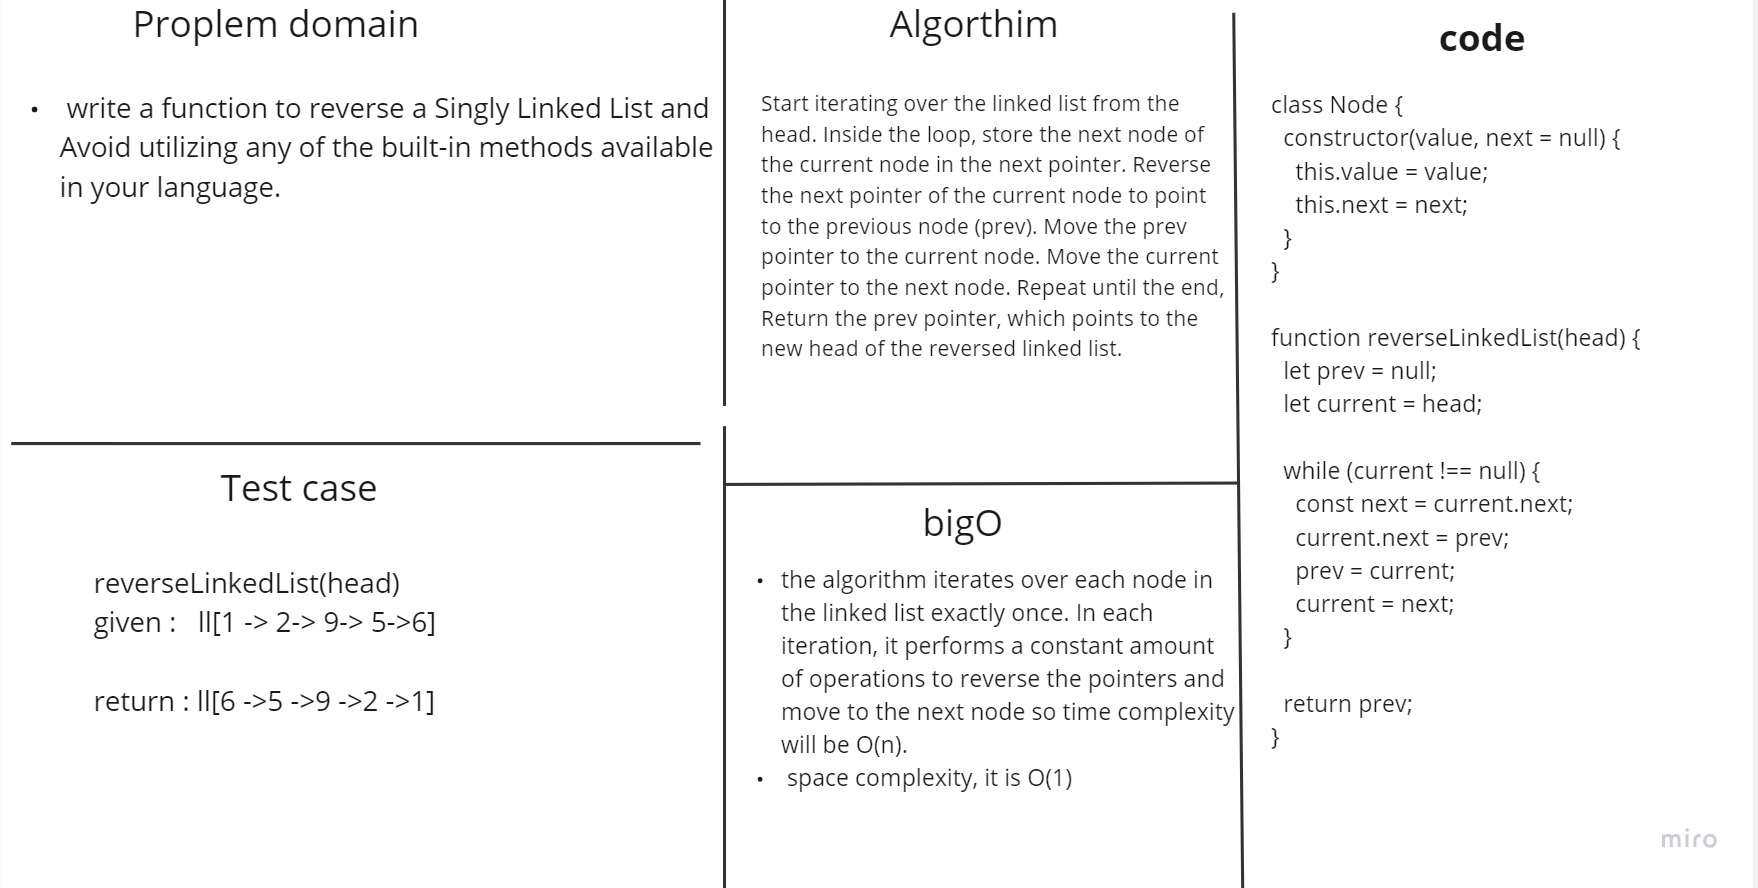 Proplem domain
• write a function to reverse a Singly Linked List and
Avoid utilizing any of the built-in methods available
in your language.
Test case
reverseLinkedList(head)
given : ll[1 -> 2-> 9-> 5->6]
return : ll[6 ->5 ->9 ->2 ->1]
Algorthim
Start iterating over the linked list from the
head. Inside the loop, store the next node of
the current node in the next pointer. Reverse
the next pointer of the current node to point
to the previous node (prev). Move the prev
pointer to the current node. Move the current
pointer to the next node. Repeat until the end,
Return the prev pointer, which points to the
new head of the reversed linked list.
bigO
• the algorithm iterates over each node in
the linked list exactly once. In each
iteration, it performs a constant amount
of operations to reverse the pointers and
move to the next node so time complexity
will be O(n).
• space complexity, it is O(1)
code
class Node {
  constructor(value, next = null) {
    this.value = value;
    this.next = next;
  }
}
function reverseLinkedList(head) {
  let prev = null;
  let current = head;
  while (current !== null) {
    const next = current.next;
    current.next = prev;
    prev = current;
    current = next;
  }
  return prev;
}
miro